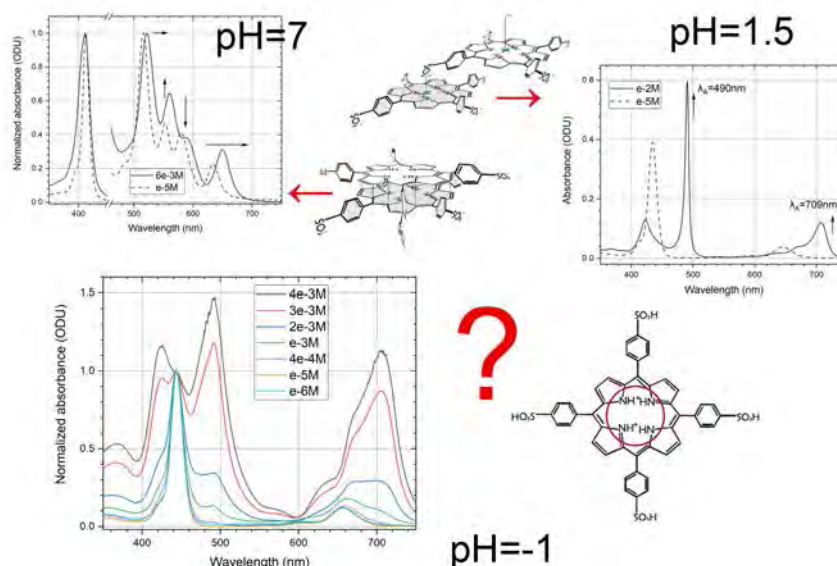 pH=7
Normalized absorbance (ODU)
1.0
0.8
0.6
0.4
0.2
0.0
6e-3M
e-5M
400
500
600
700
Wavelength (nm)
SO₃⁻
pH=1.5
Absorbance (ODU)
0.6
0.4
0.2
0.0
e-2M
e-5M
λA=490nm
λA=709nm
400
500
600
700
Wavelength (nm)
Normalized absorbance (ODU)
1.5
1.0
0.5
0.0
4e-3M
3e-3M
2e-3M
e-3M
4e-4M
e-5M
e-6M
400
500
600
700
Wavelength (nm)
?
SO₃H
NH⁺ HN
HO₃S
SO₃H
NH⁺ HN
SO₃H
pH=-1